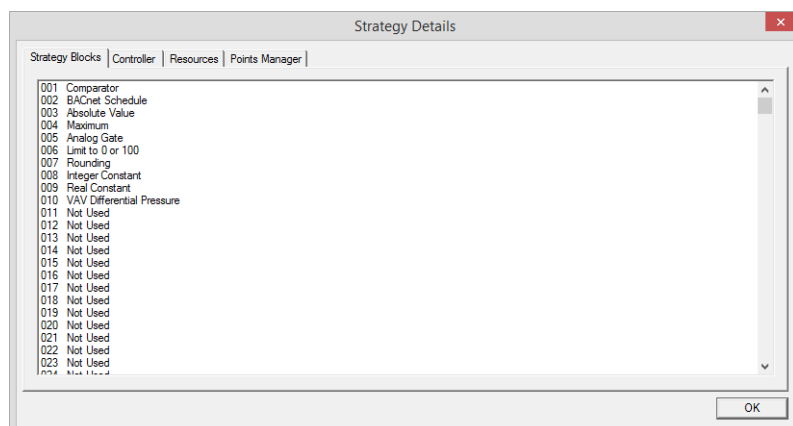 Strategy Details
Strategy Blocks Controller Resources Points Manager
001 Comparator
002 BACnet Schedule
003 Absolute Value
004 Maximum
005 Analog Gate
006 Limit to 0 or 100
007 Rounding
008 Integer Constant
009 Real Constant
010 VAV Differential Pressure
011 Not Used
012 Not Used
013 Not Used
014 Not Used
015 Not Used
016 Not Used
017 Not Used
018 Not Used
019 Not Used
020 Not Used
021 Not Used
022 Not Used
023 Not Used
024 Not Used
OK